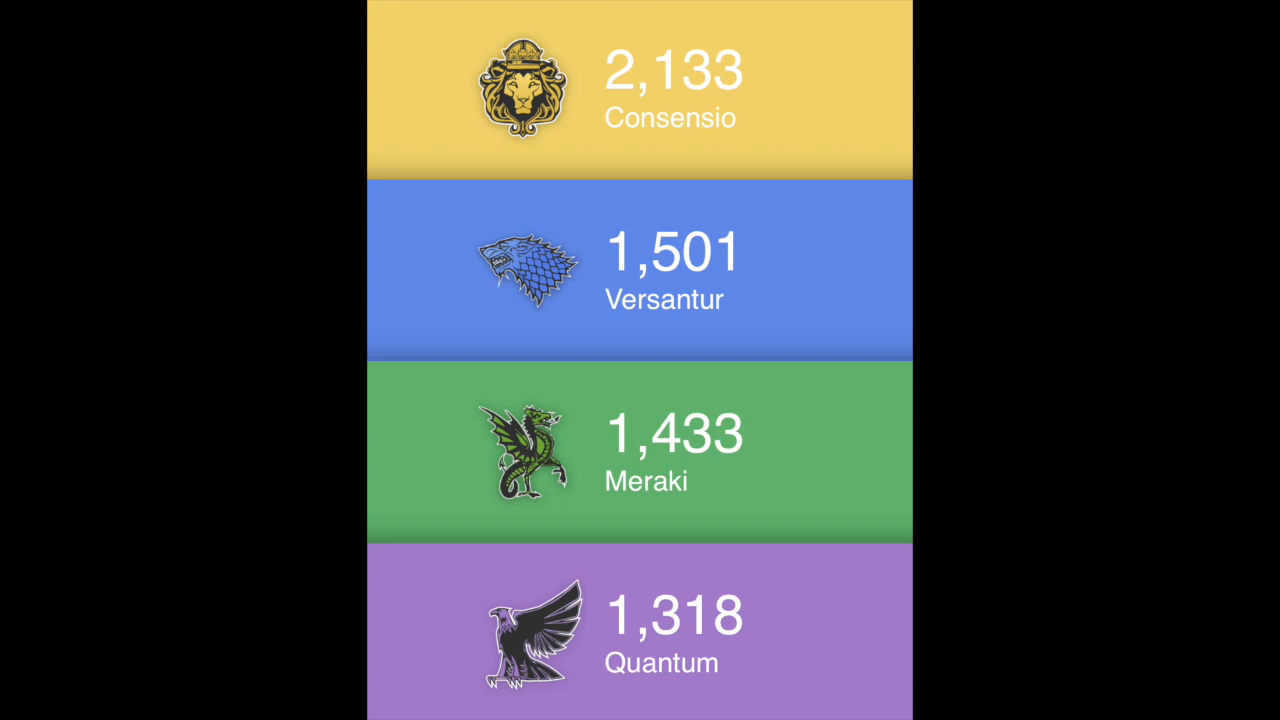 2,133
Consensio
1,501
Versantur
1,433
Meraki
1,318
Quantum